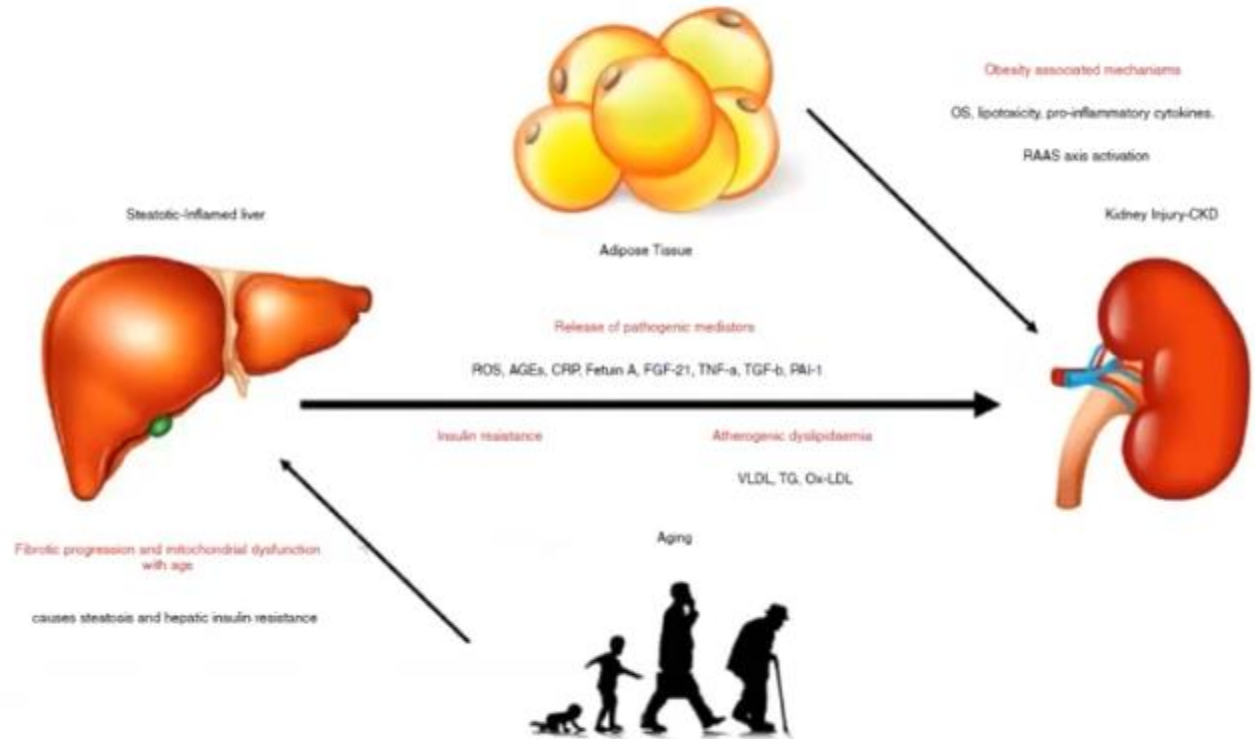 Obesity associated mechanisms
OS, lipotoxicity, pro-inflammatory cytokines.
RAAS axis activation
Steatotic-Inflamed liver
Kidney Injury-CKD
Adipose Tissue
Release of pathogenic mediators
ROS, AGEs, CRP, Fetuin A, FGF-21, TNF-a, TGF-b, PAI-1
Insulin resistance
Atherogenic dyslipidaemia
VLDL, TG, Ox-LDL
Aging
Fibrotic progression and mitochondrial dysfunction
with age
causes steatosis and hepatic insulin resistance